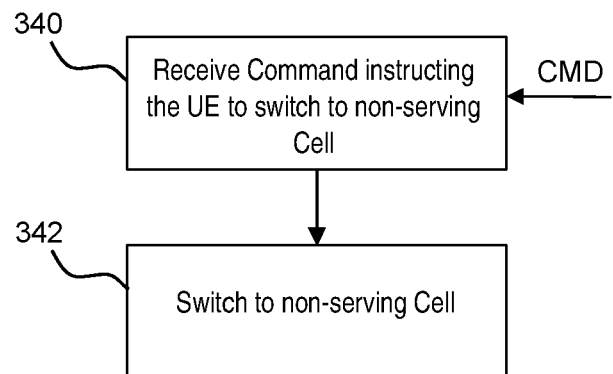 340
Receive Command instructing
the UE to switch to non-serving
Cell
CMD
342
Switch to non-serving Cell